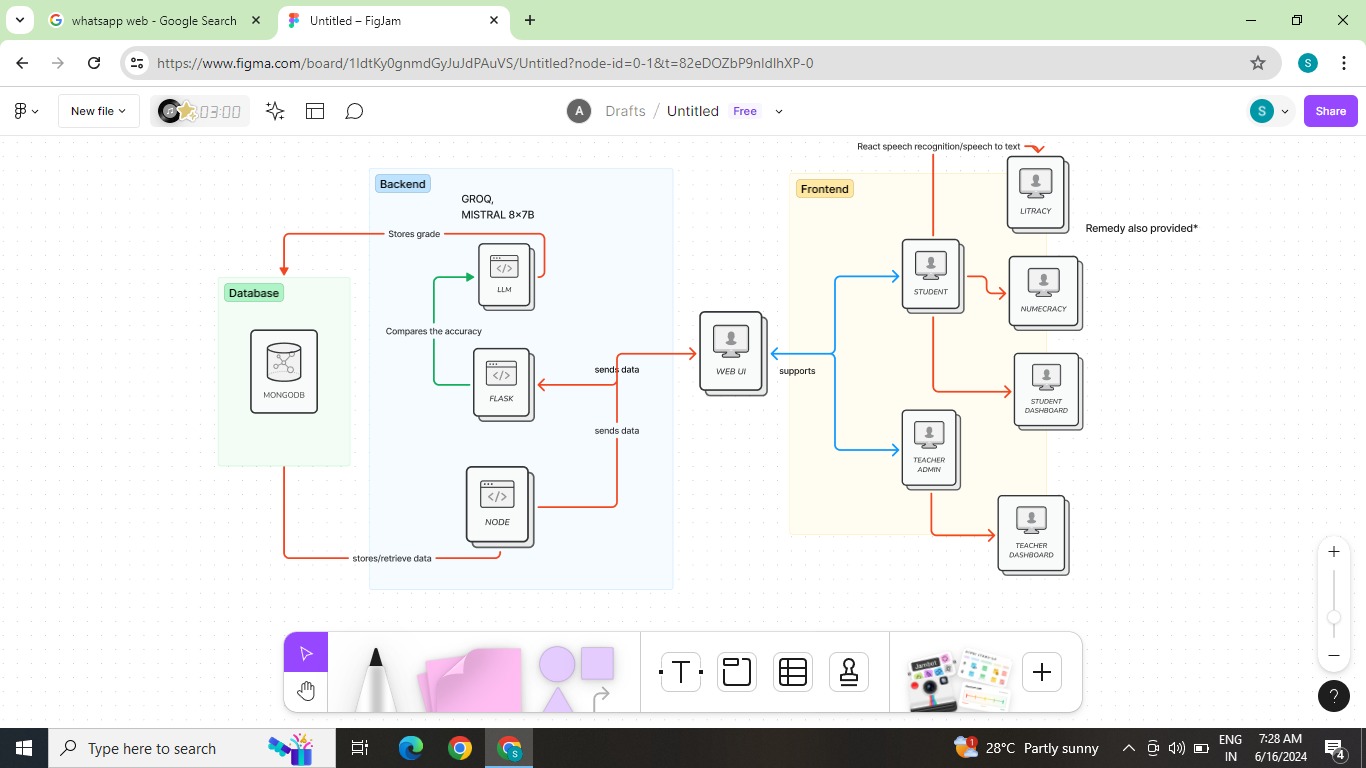 whatsapp web - Google Search
Untitled – FigJam
https://www.figma.com/board/1IdtKy0gnmdGyJuJdPAuVS/Untitled?node-id=0-1&t=82eDOZbP9nIdlhXP-0
S
New file
03:00
A
Drafts / Untitled
Free
S
Share
React speech recognition/speech to text
Backend
GROQ,
MISTRAL 8×7B
Frontend
LITRACY
Remedy also provided*
Stores grade
LLM
STUDENT
NUMECRACY
Database
Compares the accuracy
MONGODB
FLASK
sends data
WEB UI
supports
STUDENT
DASHBOARD
sends data
TEACHER
ADMIN
NODE
stores/retrieve data
TEACHER
DASHBOARD
T
Jambot
+
−
?
Type here to search
S
1
28°C Partly sunny
ENG
IN
7:28 AM
6/16/2024
4